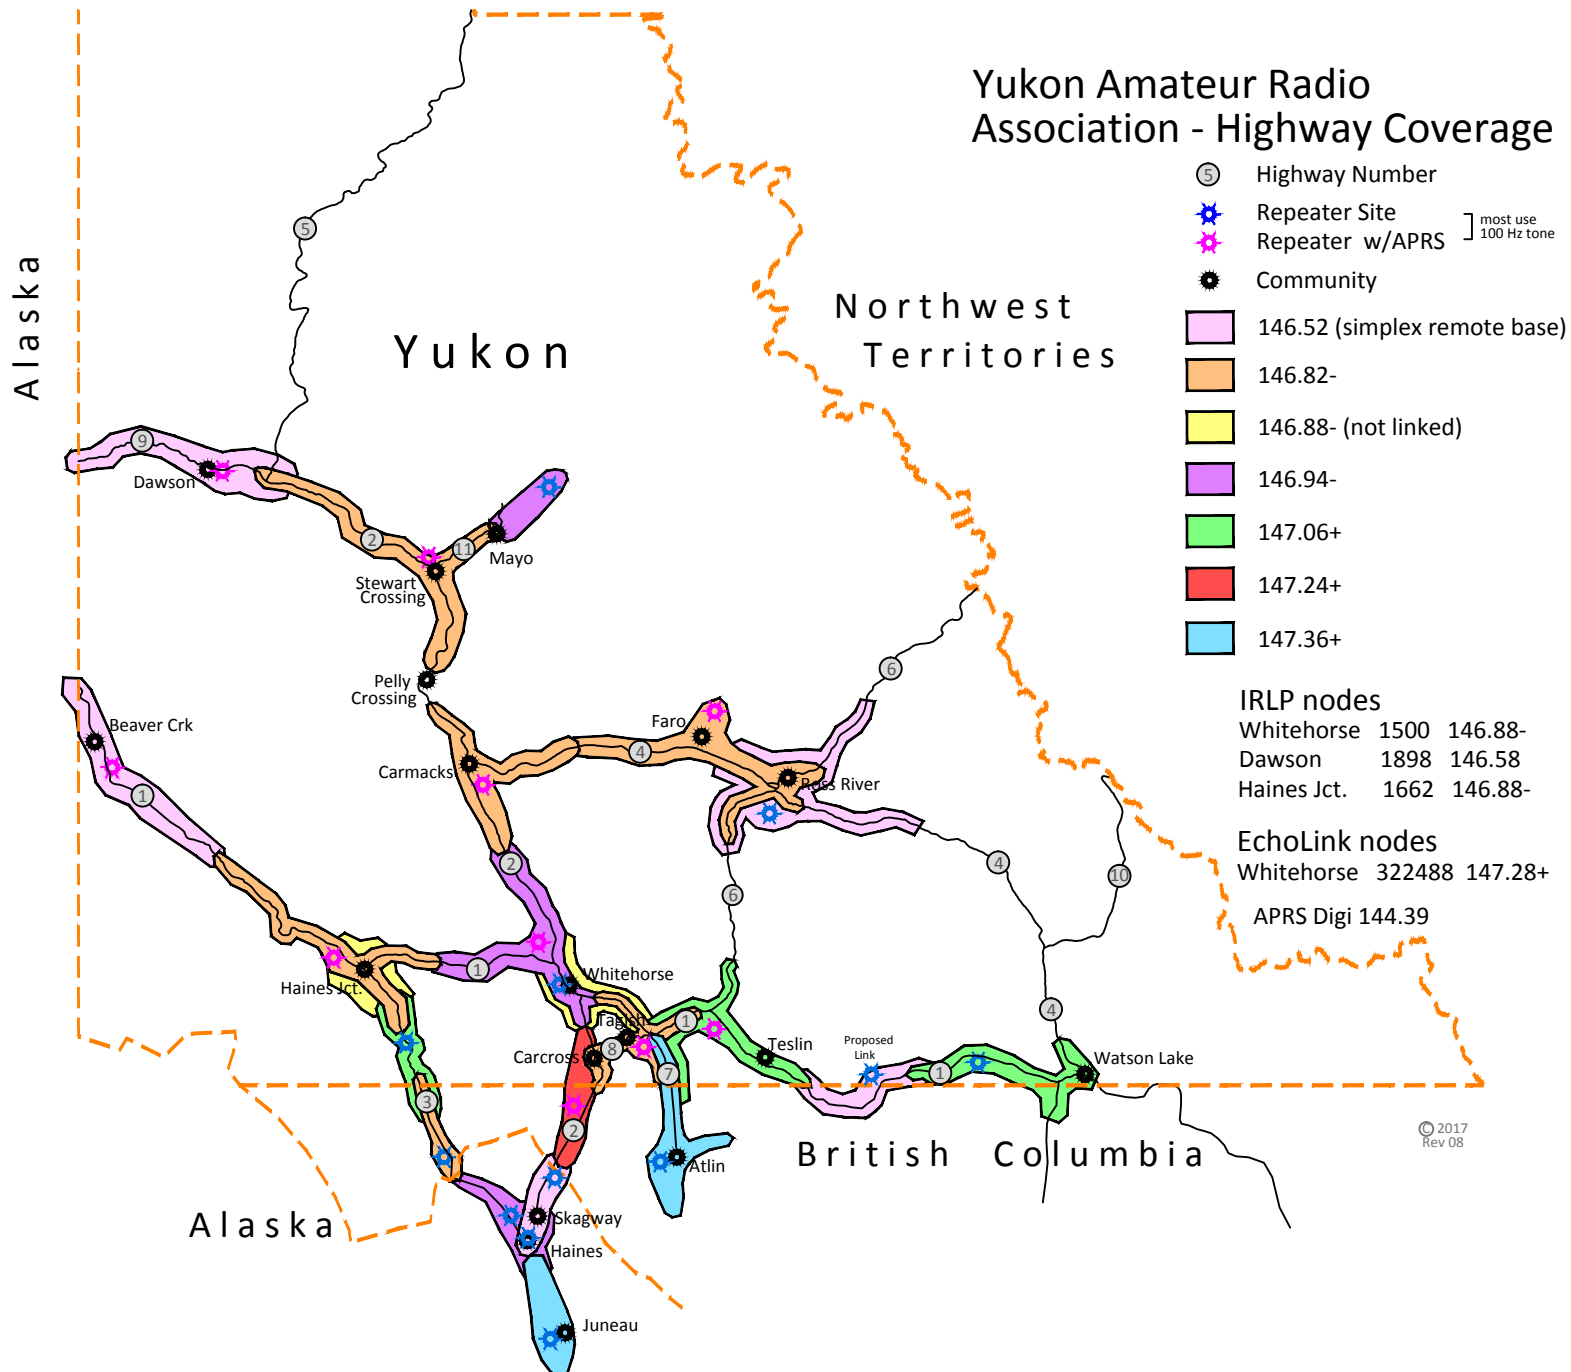 Yukon Amateur Radio
Association - Highway Coverage
5 Highway Number
Repeater Site
Repeater w/APRS
most use
100 Hz tone
Community
146.52 (simplex remote base)
146.82-
146.88- (not linked)
146.94-
147.06+
147.24+
147.36+
IRLP nodes
Whitehorse 1500 146.88-
Dawson 1898 146.58
Haines Jct. 1662 146.88-
EchoLink nodes
Whitehorse 322488 147.28+
APRS Digi 144.39
© 2017
Rev 08
Alaska
Yukon
Northwest
Territories
5
9
Dawson
2
11
Mayo
Stewart
Crossing
Pelly
Crossing
6
Beaver Crk
Faro
4
Carmacks
Ross River
1
2
4
10
6
1
Whitehorse
Haines Jct.
4
Tagish
1
Carcross
8
Teslin
Proposed
Link
Watson Lake
7
1
3
2
Atlin
British Columbia
Alaska
Skagway
Haines
Juneau